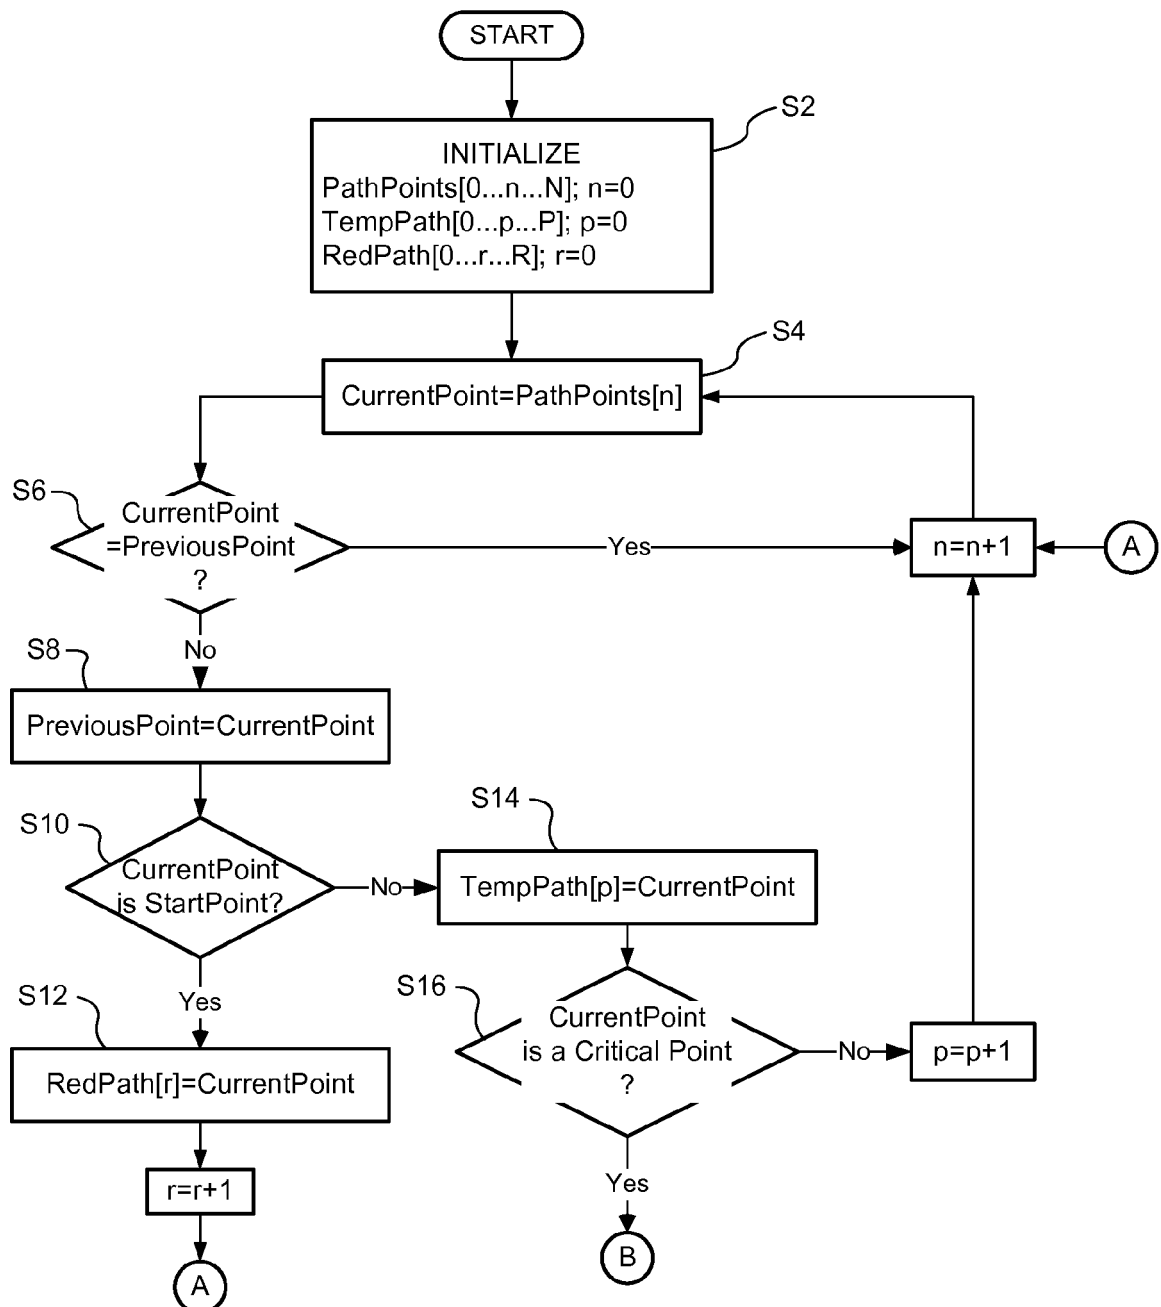 START
S2
INITIALIZE
PathPoints[0...n...N]; n=0
TempPath[0...p...P]; p=0
RedPath[0...r...R]; r=0
S4
CurrentPoint=PathPoints[n]
S6
CurrentPoint
=PreviousPoint
?
Yes
n=n+1
A
No
S8
PreviousPoint=CurrentPoint
S10
CurrentPoint
is StartPoint?
No
S14
TempPath[p]=CurrentPoint
Yes
S12
RedPath[r]=CurrentPoint
S16
CurrentPoint
is a Critical Point
?
No
p=p+1
r=r+1
Yes
A
B